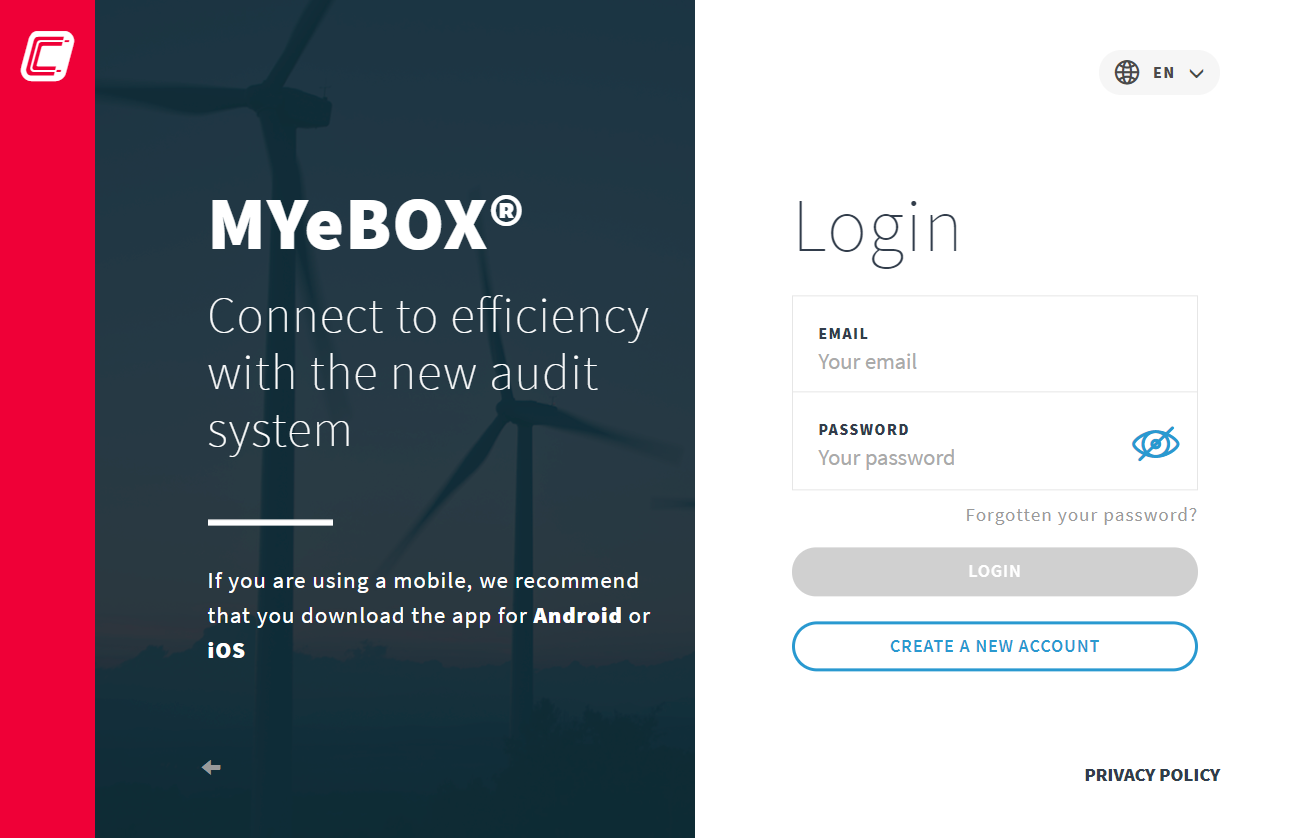 MYeBOX®
Connect to efficiency
with the new audit
system
If you are using a mobile, we recommend
that you download the app for Android or
iOS
EN
Login
EMAIL
Your email
PASSWORD
Your password
Forgotten your password?
LOGIN
CREATE A NEW ACCOUNT
PRIVACY POLICY